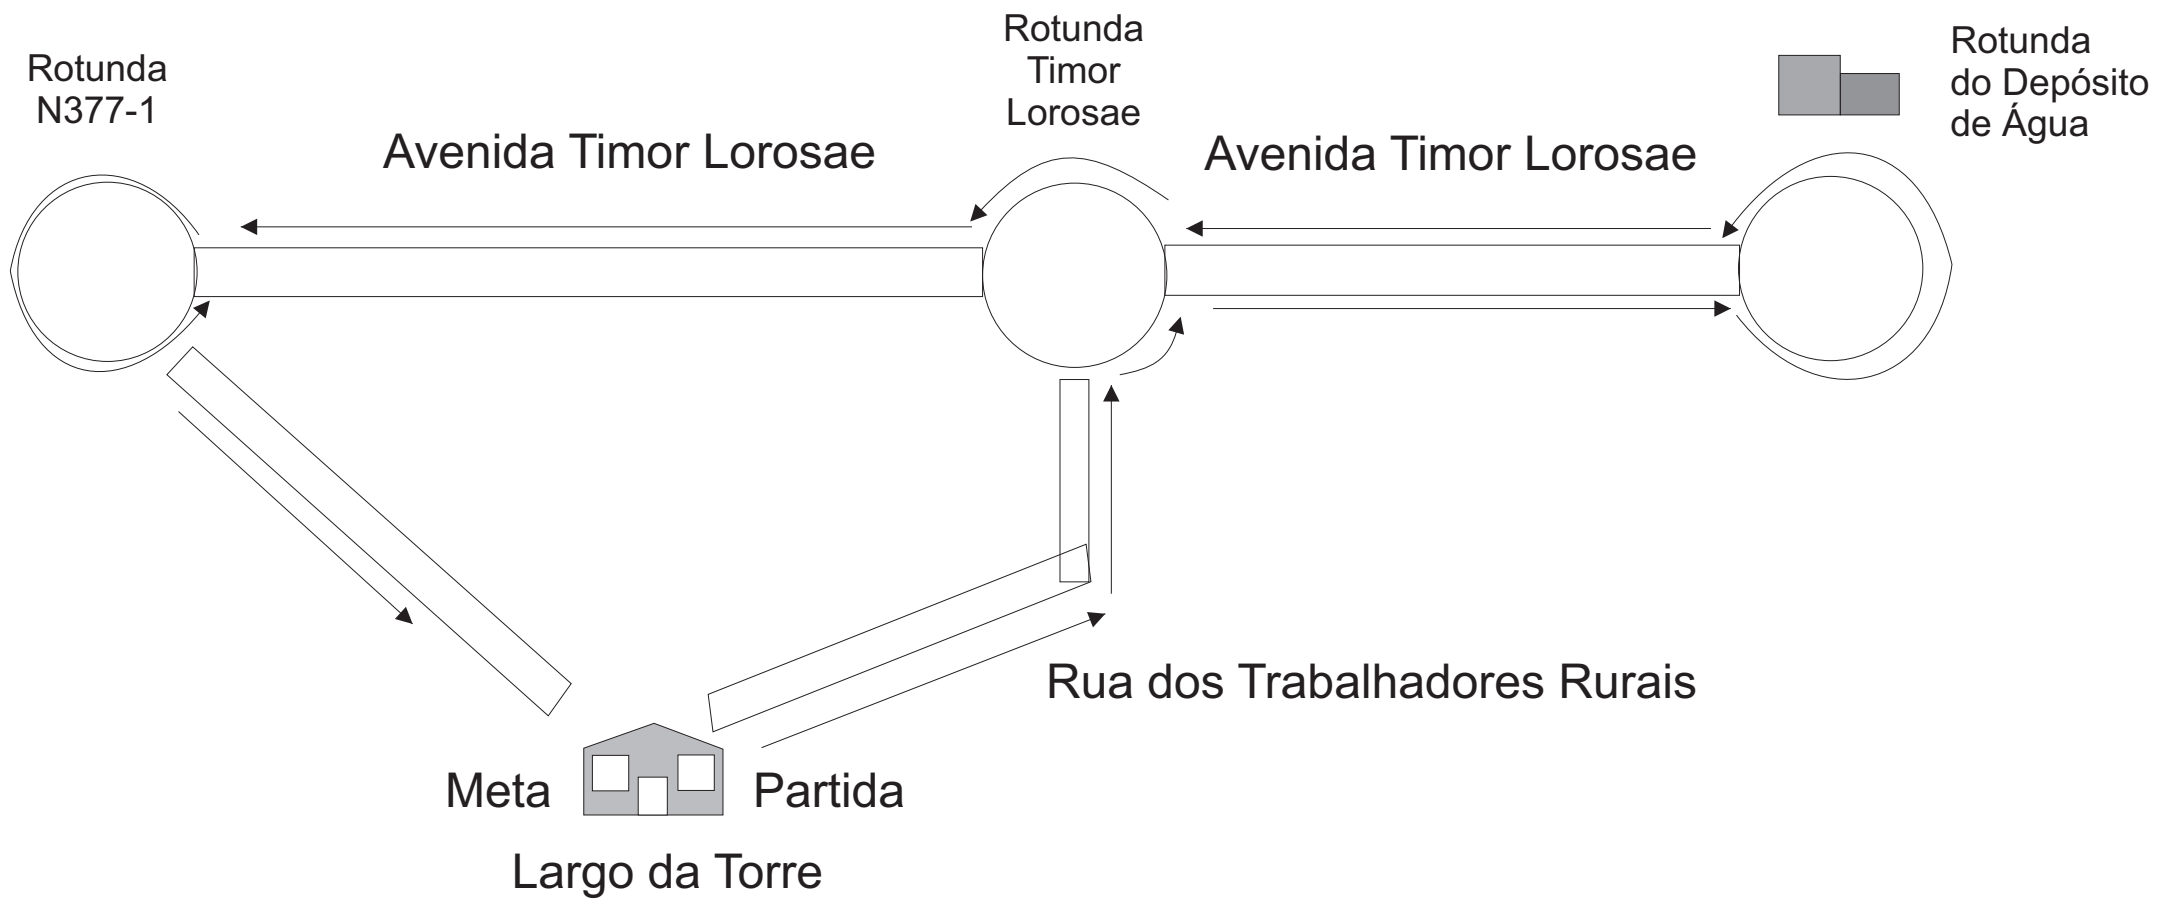 Rotunda
N377-1
Avenida Timor Lorosae
Rotunda
Timor
Lorosae
Avenida Timor Lorosae
Rotunda
do Depósito
de Água
Rua dos Trabalhadores Rurais
Meta
Partida
Largo da Torre